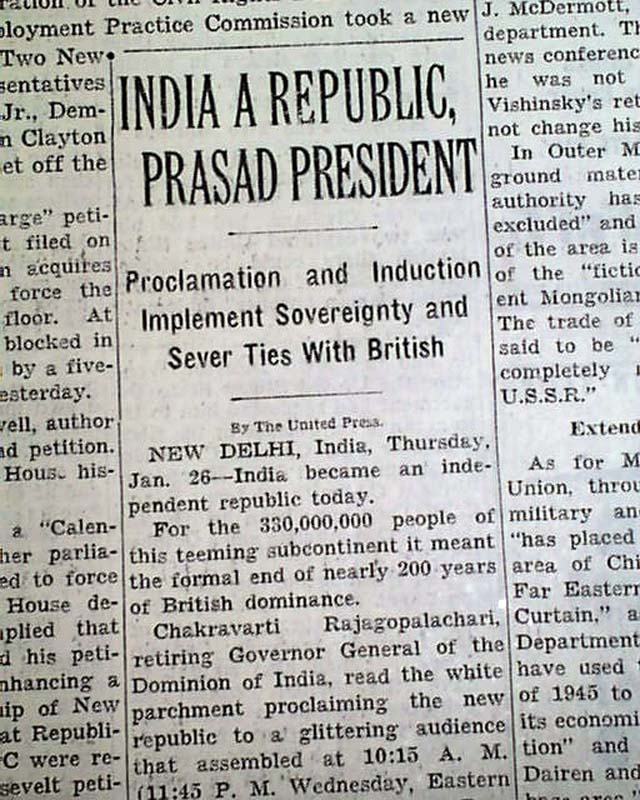 ration of the Civil Rights
ployment Practice Commission took a new
Two New
sentatives
Jr., Dem-
n Clayton
et off the
arge" peti-
t filed on
n acquires
force the
floor. At
blocked in
by a five-
esterday.
vell, author
ad petition.
House his-
a "Calen-
her parlia-
ed to force
House de-
mplied that
d his peti-
nhancing a
ip of New
at Republi-
C were re-
sevelt peti-
INDIA A REPUBLIC,
PRASAD PRESIDENT
Proclamation and Induction
Implement Sovereignty and
Sever Ties With British
By The United Press.
NEW DELHI, India, Thursday,
Jan. 26—India became an inde-
pendent republic today.
For the 330,000,000 people of
this teeming subcontinent it meant
the formal end of nearly 200 years
of British dominance.
Chakravarti Rajagopalachari,
retiring Governor General of the
Dominion of India, read the white
parchment proclaiming the new
republic to a glittering audience
that assembled at 10:15 A. M.
(11:45 P. M. Wednesday, Eastern
J. McDermott,
department. Th
news conferenc
he was not
Vishinsky's ret
not change his
In Outer M
ground mate
authority has
excluded" and
of the area is
of the "fictic
ent Mongolian
The trade of
said to be "
completely
U.S.S.R."
Extend
As for M
Union, throu
military an
"has placed
area of Chi
Far Eastern
Curtain," a
Department
have used
of 1945 to
its economi
tion" and
Dairen and